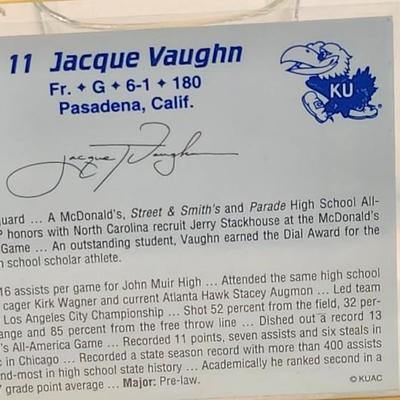 11 Jacque Vaughn
Fr. ✦ G ✦ 6-1 ✦ 180
Pasadena, Calif.
KU
Jacque T. Vaughn
uard ... A McDonald's, Street & Smith's and Parade High School All-
P honors with North Carolina recruit Jerry Stackhouse at the McDonald's
Game ... An outstanding student, Vaughn earned the Dial Award for the
n school scholar athlete.
16 assists per game for John Muir High ... Attended the same high school
cager Kirk Wagner and current Atlanta Hawk Stacey Augmon ... Led team
Los Angeles City Championship ... Shot 52 percent from the field, 32 per-
ange and 85 percent from the free throw line ... Dished out a record 13
's All-America Game ... Recorded 11 points, seven assists and six steals in
c in Chicago ... Recorded a state season record with more than 400 assists
nd-most in high school state history ... Academically he ranked second in a
7 grade point average ... Major: Pre-law.
© KUAC